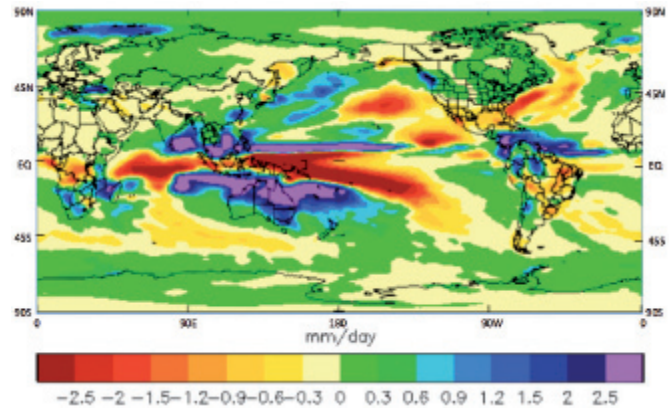 90N 90N
45N 45N
EQ EQ
45S 45S
90S 90S
0 90S 180 90W 0
mm/day
-2.5 -2 -1.5 -1.2 -0.9 -0.6 -0.3 0 0.3 0.6 0.9 1.2 1.5 2 2.5